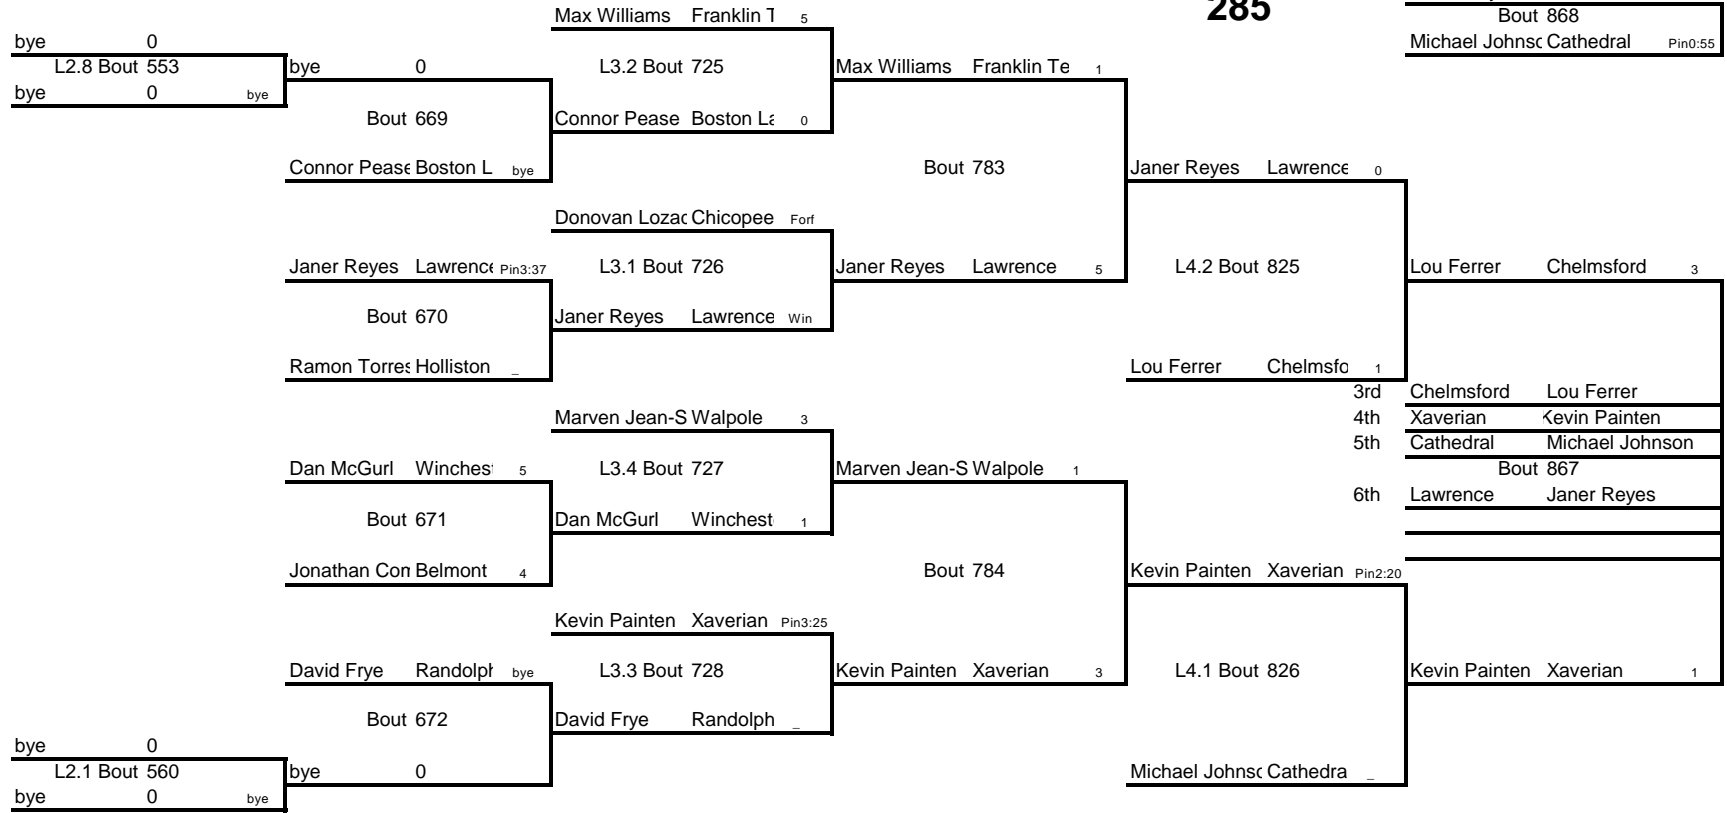 Max Williams Franklin T 5
285
Bout 868
bye 0
Michael Johnsc Cathedral Pin0:55
L2.8 Bout 553
bye 0
L3.2 Bout 725
Max Williams Franklin Te 1
bye 0 bye
Bout 669
Connor Pease Boston La 0
Connor Pease Boston L bye
Bout 783
Janer Reyes Lawrence 0
Donovan Lozac Chicopee Forf
Janer Reyes Lawrence Pin3:37
L3.1 Bout 726
Janer Reyes Lawrence 5
L4.2 Bout 825
Lou Ferrer Chelmsford 3
Bout 670
Janer Reyes Lawrence Win
Ramon Torres Holliston _
Lou Ferrer Chelmsfo 1
3rd Chelmsford Lou Ferrer
Marven Jean-S Walpole 3
4th Xaverian Kevin Painten
5th Cathedral Michael Johnson
Dan McGurl Winches 5
L3.4 Bout 727
Marven Jean-S Walpole 1
Bout 867
6th Lawrence Janer Reyes
Bout 671
Dan McGurl Winchest 1
Jonathan Con Belmont 4
Bout 784
Kevin Painten Xaverian Pin2:20
Kevin Painten Xaverian Pin3:25
David Frye Randolph bye
L3.3 Bout 728
Kevin Painten Xaverian 3
L4.1 Bout 826
Kevin Painten Xaverian 1
Bout 672
David Frye Randolph _
bye 0
L2.1 Bout 560
bye 0
Michael Johnsc Cathedra _
bye 0 bye